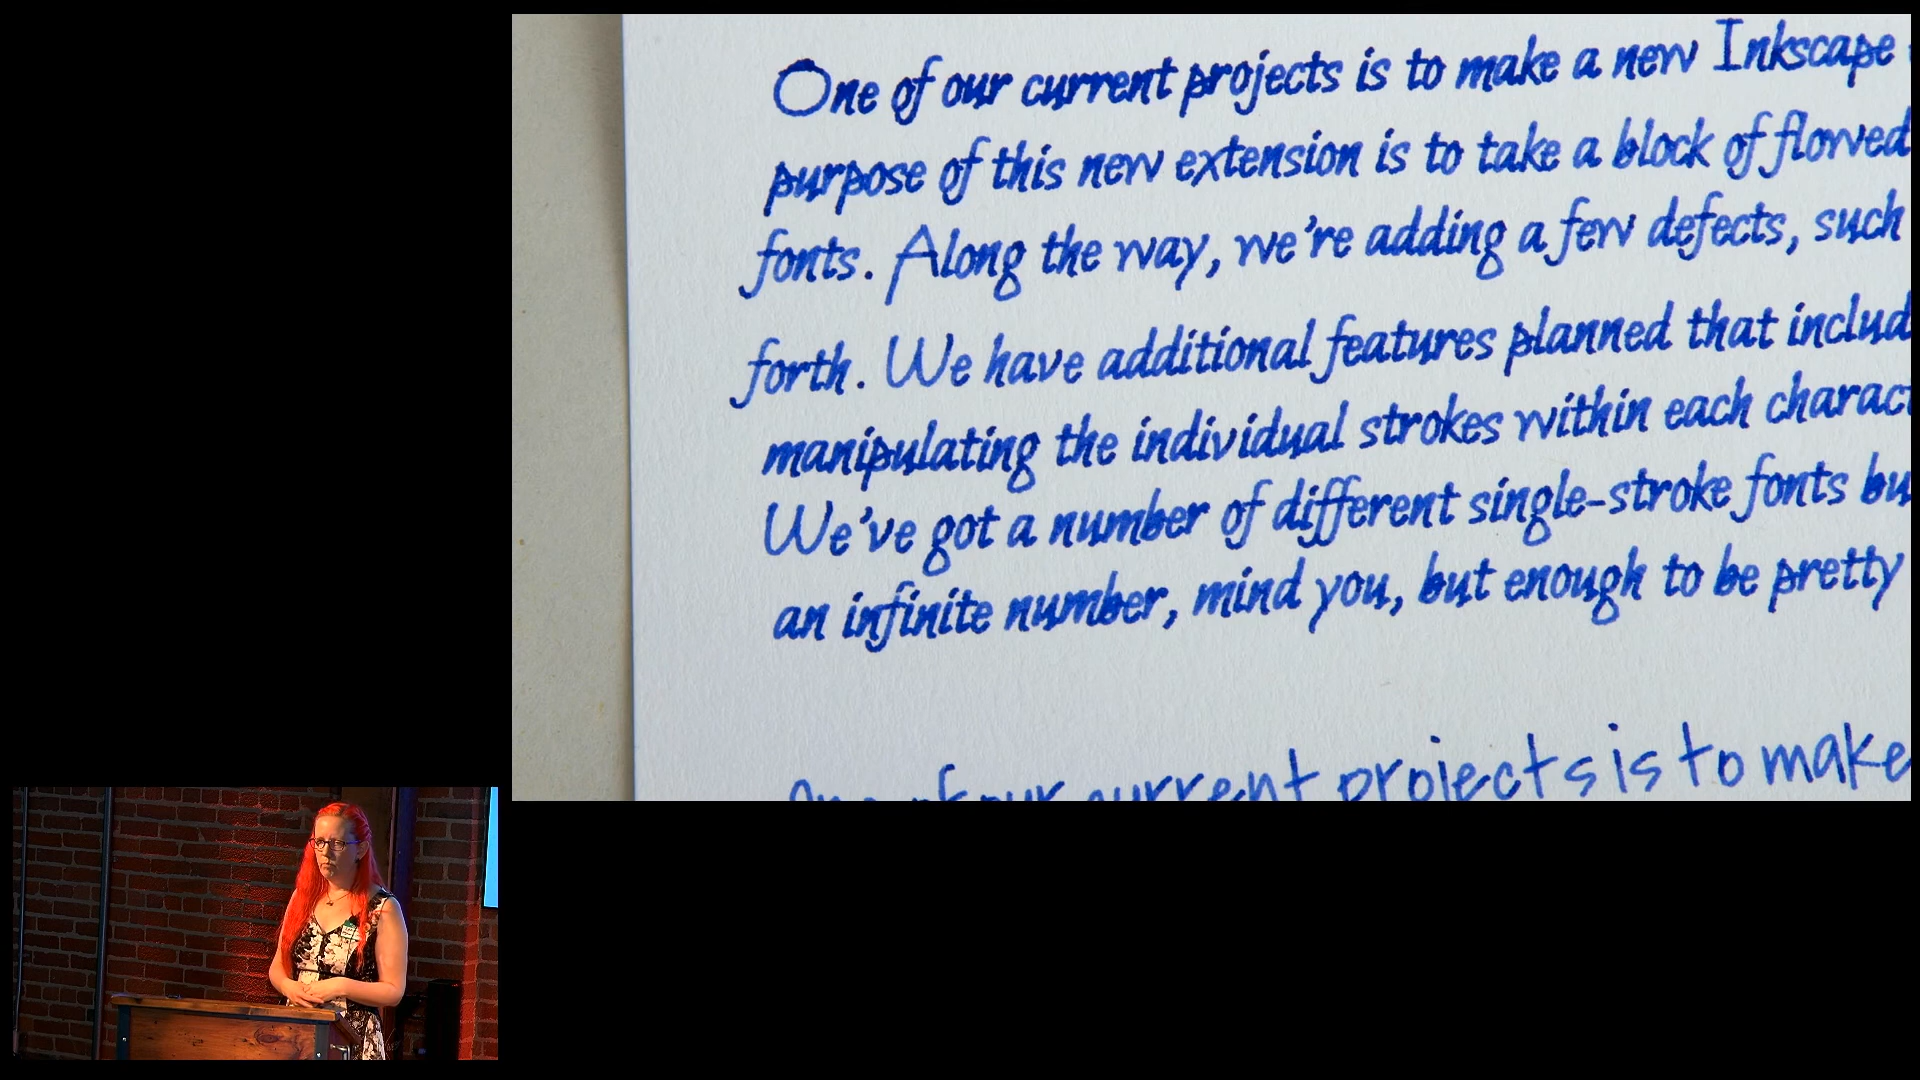 One of our current projects is to make a new Inkscape
purpose of this new extension is to take a block of flowed
fonts. Along the way, we're adding a few defects, such
forth. We have additional features planned that includ
manipulating the individual strokes within each charact
We've got a number of different single-stroke fonts bu
an infinite number, mind you, but enough to be pretty
One of our current projects is to make